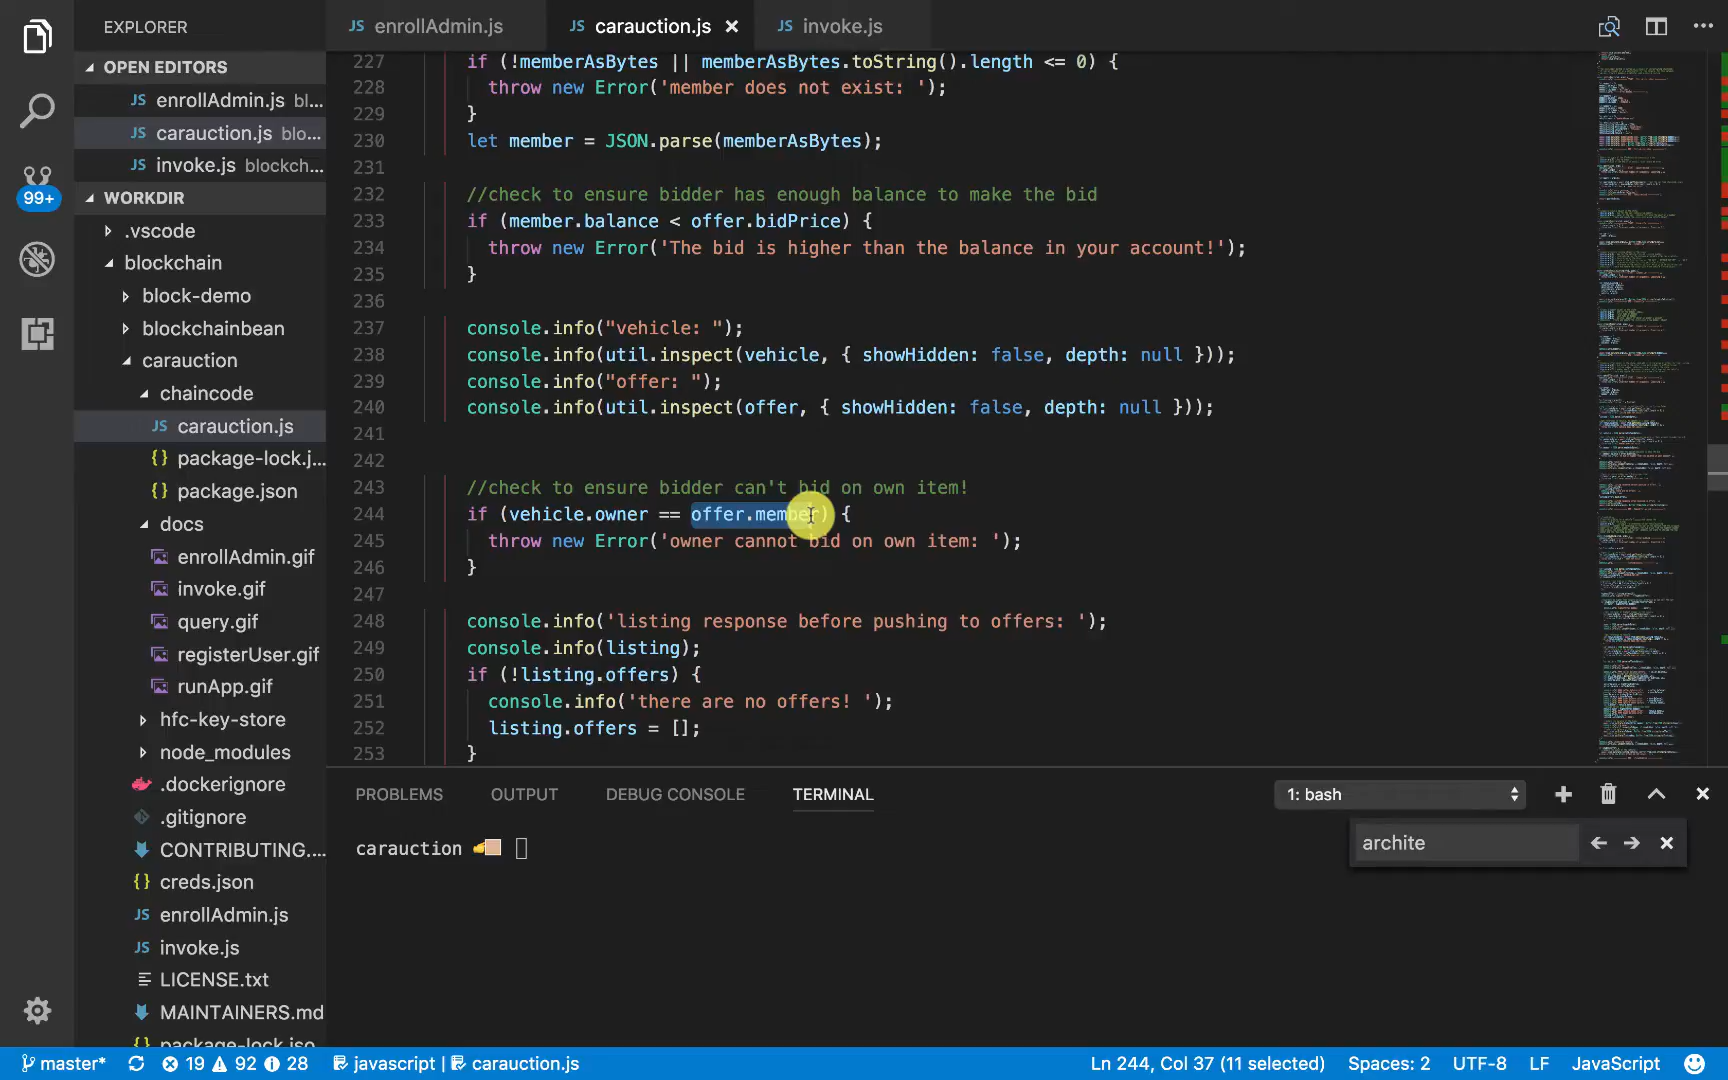 EXPLORER
OPEN EDITORS
JS enrollAdmin.js bl...
JS carauction.js blo...
JS invoke.js blockch...
99+
WORKDIR
.vscode
blockchain
block-demo
blockchainbean
carauction
chaincode
JS carauction.js
{} package-lock.j...
{} package.json
docs
enrollAdmin.gif
invoke.gif
query.gif
registerUser.gif
runApp.gif
hfc-key-store
node_modules
.dockerignore
.gitignore
CONTRIBUTING....
{} creds.json
JS enrollAdmin.js
JS invoke.js
LICENSE.txt
MAINTAINERS.md
package-lock.json
JS enrollAdmin.js
JS carauction.js
JS invoke.js
227 if (!memberAsBytes || memberAsBytes.toString().length <= 0) {
228 throw new Error('member does not exist: ');
229 }
230 let member = JSON.parse(memberAsBytes);
231
232 //check to ensure bidder has enough balance to make the bid
233 if (member.balance < offer.bidPrice) {
234 throw new Error('The bid is higher than the balance in your account!');
235 }
236
237 console.info("vehicle: ");
238 console.info(util.inspect(vehicle, { showHidden: false, depth: null }));
239 console.info("offer: ");
240 console.info(util.inspect(offer, { showHidden: false, depth: null }));
241
242
243 //check to ensure bidder can't bid on own item!
244 if (vehicle.owner == offer.member) {
245 throw new Error('owner cannot bid on own item: ');
246 }
247
248 console.info('listing response before pushing to offers: ');
249 console.info(listing);
250 if (!listing.offers) {
251 console.info('there are no offers! ');
252 listing.offers = [];
253 }
PROBLEMS OUTPUT DEBUG CONSOLE TERMINAL
1: bash
archite
carauction
master* 19 92 28 javascript | carauction.js
Ln 244, Col 37 (11 selected) Spaces: 2 UTF-8 LF JavaScript